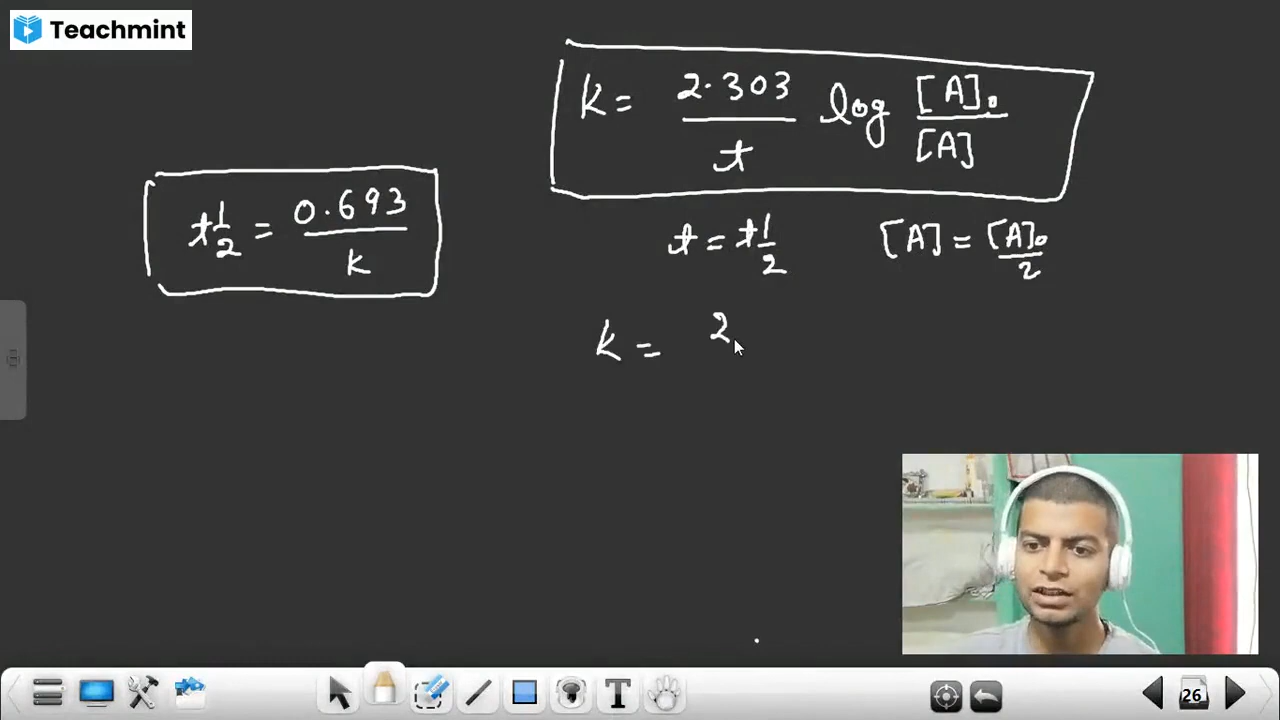 Teachmint
k = 2.303/t log [A]₀/[A]
t1/2 = 0.693/k
t = t1/2 [A] = [A]₀/2
k = 2
T
26